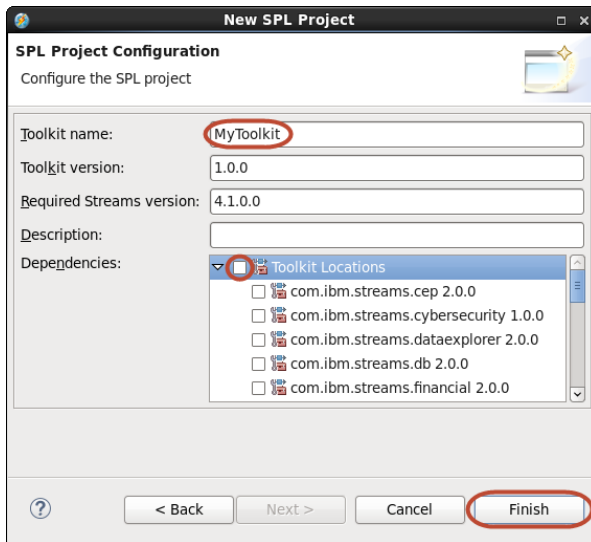 New SPL Project
SPL Project Configuration
Configure the SPL project
Toolkit name: MyToolkit
Toolkit version: 1.0.0
Required Streams version: 4.1.0.0
Description:
Dependencies: Toolkit Locations
com.ibm.streams.cep 2.0.0
com.ibm.streams.cybersecurity 1.0.0
com.ibm.streams.dataexplorer 2.0.0
com.ibm.streams.db 2.0.0
com.ibm.streams.financial 2.0.0
? < Back Next > Cancel Finish